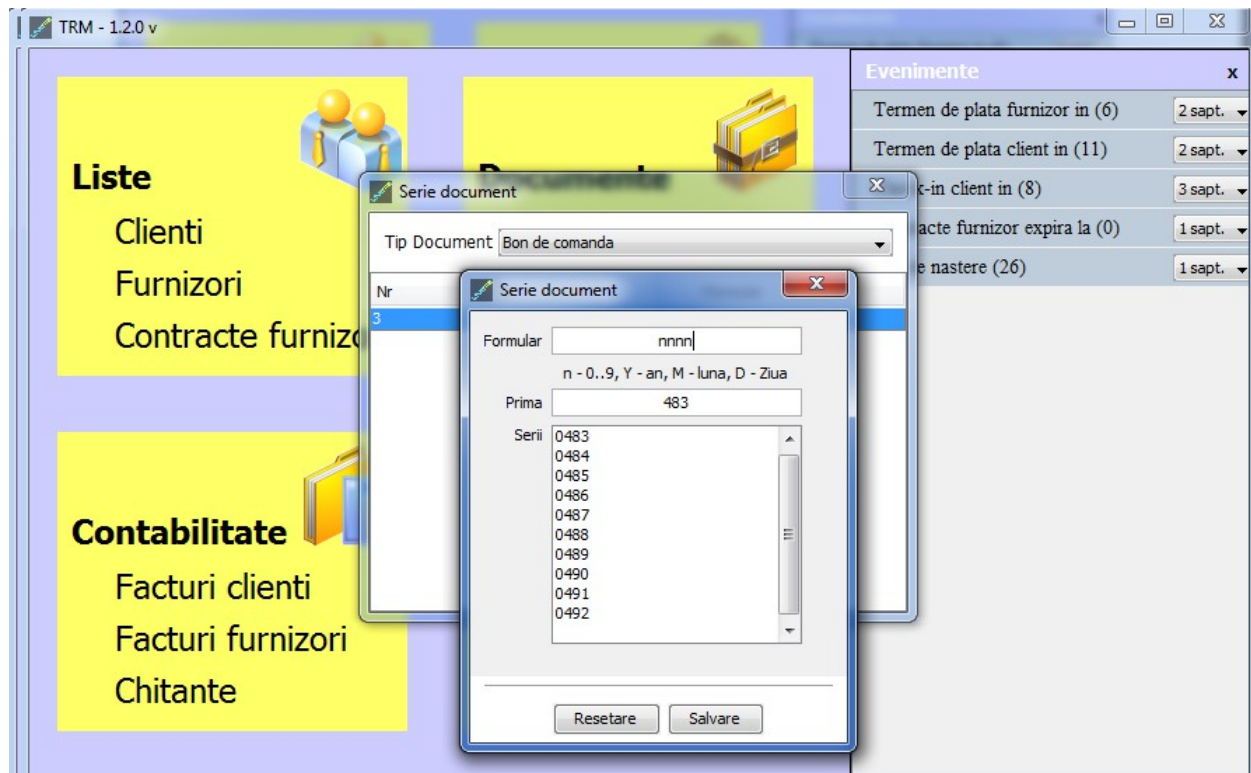 TRM - 1.2.0 v
Liste
Clienti
Furnizori
Contracte furnizo
Documente
Contabilitate
Facturi clienti
Facturi furnizori
Chitante
Evenimente x
Termen de plata furnizor in (6) 2 sapt.
Termen de plata client in (11) 2 sapt.
k-in client in (8) 3 sapt.
acte furnizor expira la (0) 1 sapt.
e nastere (26) 1 sapt.
Serie document
Tip Document Bon de comanda
Nr
3
Serie document
Formular nnnn
n - 0..9, Y - an, M - luna, D - Ziua
Prima 483
Serii 0483
0484
0485
0486
0487
0488
0489
0490
0491
0492
Resetare Salvare